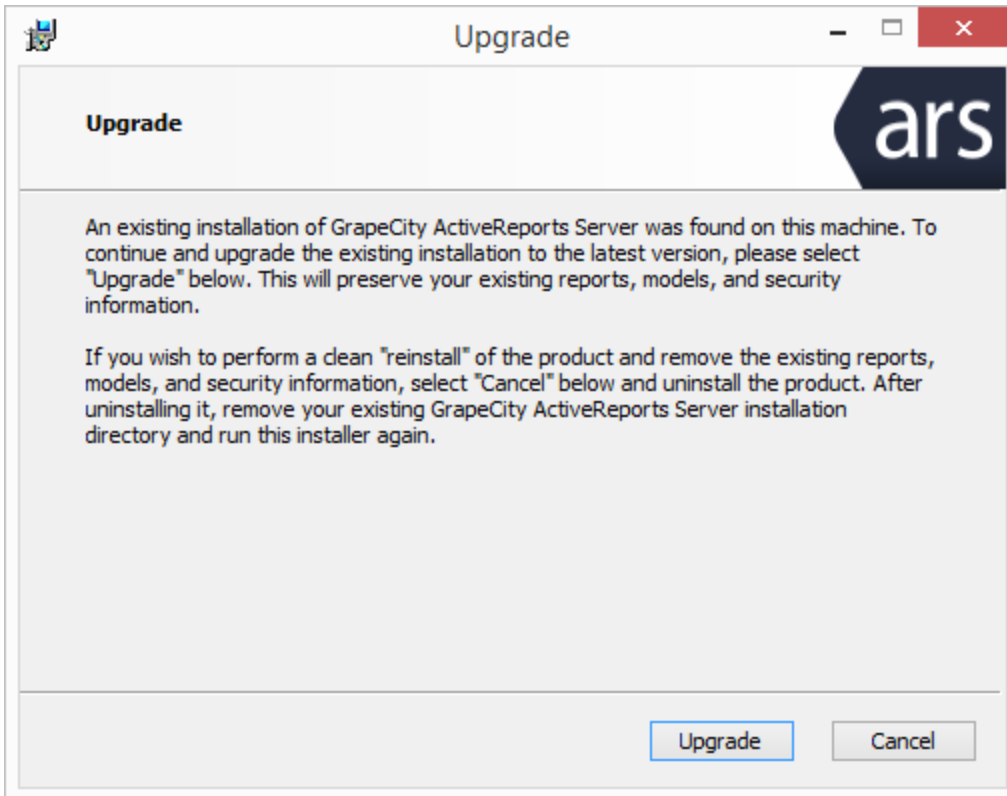 Upgrade
Upgrade
ars
An existing installation of GrapeCity ActiveReports Server was found on this machine. To
continue and upgrade the existing installation to the latest version, please select
"Upgrade" below. This will preserve your existing reports, models, and security
information.
If you wish to perform a clean "reinstall" of the product and remove the existing reports,
models, and security information, select "Cancel" below and uninstall the product. After
uninstalling it, remove your existing GrapeCity ActiveReports Server installation
directory and run this installer again.
Upgrade
Cancel